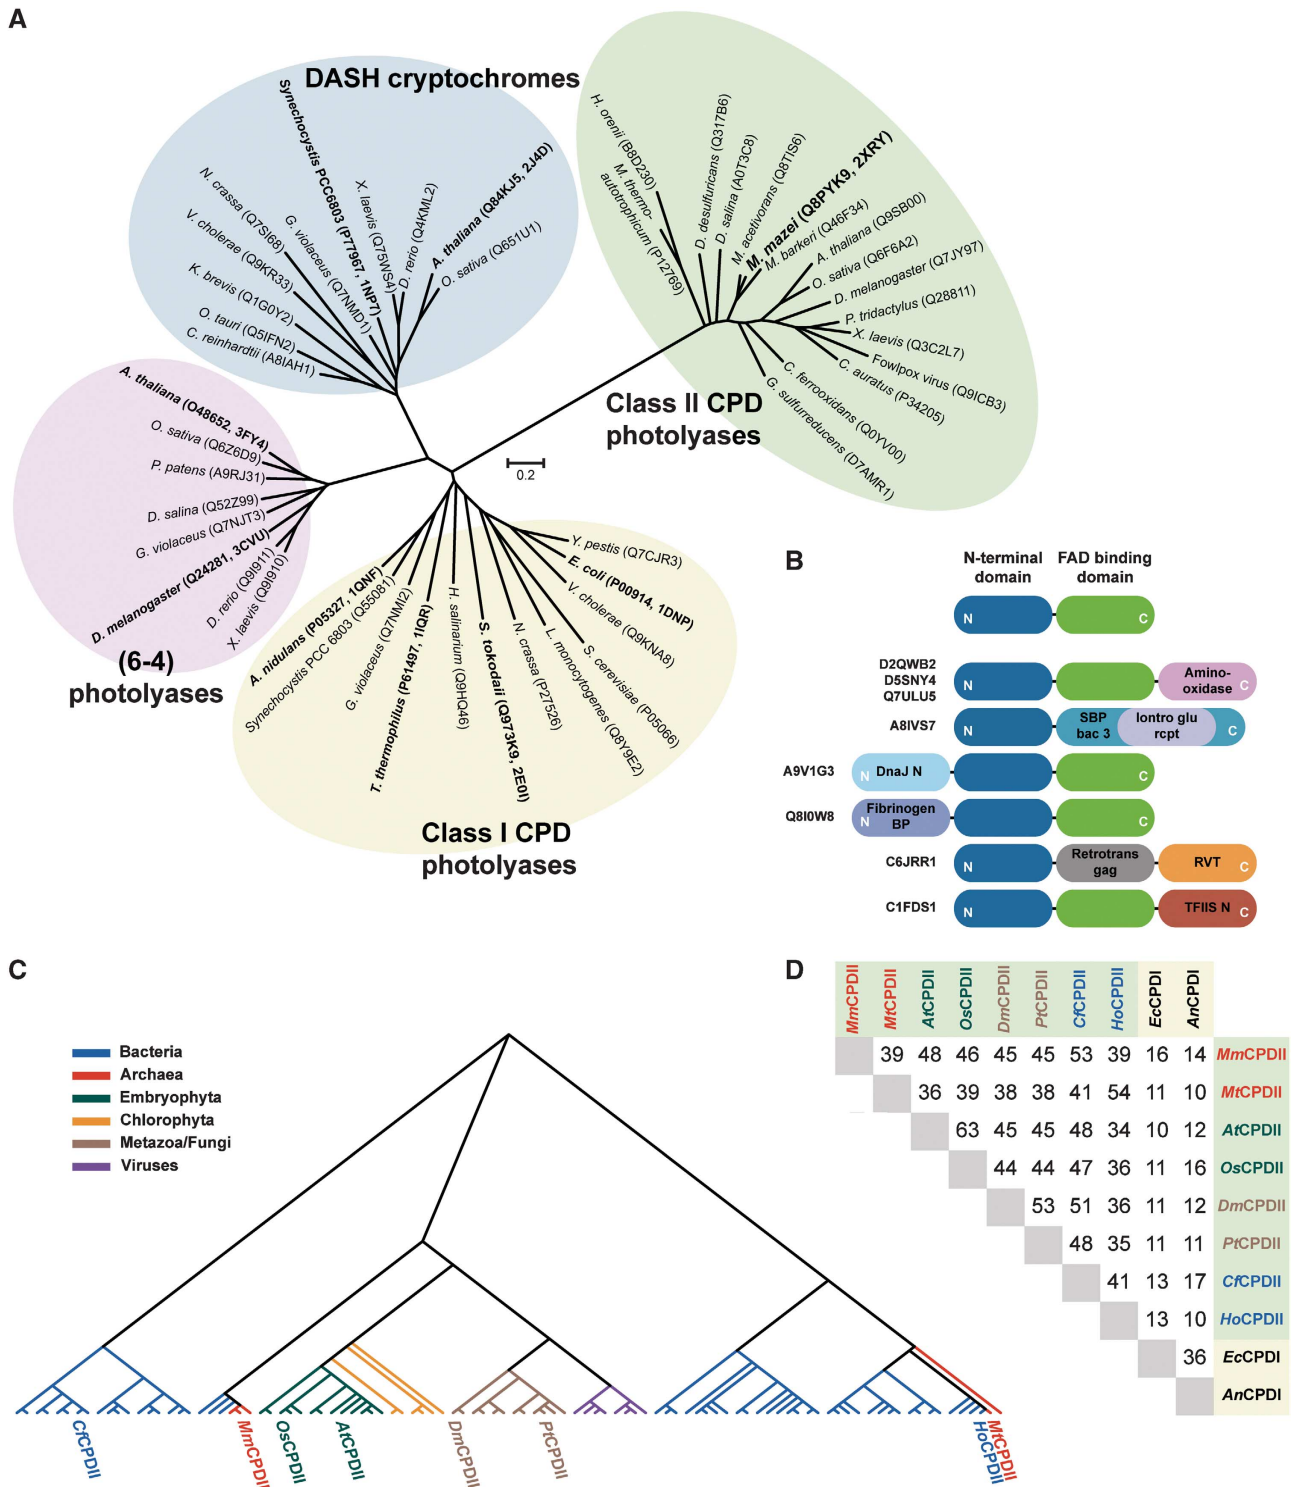 A
DASH cryptochromes
Synechocystis PCC6803 (P77967, 1NP7)
N. crassa (Q7SI68)
V. cholerae (Q9KR33)
K. brevis (Q1G0Y2)
O. tauri (Q5IFN2)
C. reinhardtii (A8IAH1)
G. violaceus (Q7NMD1)
X. laevis (Q75WS4)
D. rerio (Q4KML2)
A. thaliana (Q84KJ5, 2J4D)
O. sativa (Q651U1)
H. orenii (B8D230)
M. thermo-
autotrophicum (P12769)
D. desulfuricans (Q317B6)
D. salina (A0T3C8)
M. acetivorans (Q8TIS6)
M. mazei (Q8PYK9, 2XRY)
M. barkeri (Q46F34)
A. thaliana (Q9SB00)
O. sativa (Q6F6A2)
D. melanogaster (Q7JY97)
P. tridactylus (Q28811)
X. laevis (Q3C2L7)
Fowlpox virus (Q9ICB3)
C. auratus (P34205)
C. ferrooxidans (Q0YV00)
G. sulfurreducens (D7AMR1)
Class II CPD
photolyases
0.2
A. thaliana (O48652, 3FY4)
O. sativa (Q6Z6D9)
P. patens (A9RJ31)
D. salina (Q52Z99)
G. violaceus (Q7NJT3)
D. melanogaster (Q24281, 3CVU)
D. rerio (Q9I911)
X. laevis (Q9I910)
(6-4)
photolyases
A. nidulans (P05327, 1QNF)
Synechocystis PCC 6803 (Q55081)
G. violaceus (Q7NMI2)
T. thermophilus (P61497, 1IQR)
H. salinarium (Q9HQ46)
S. tokodaii (Q973K9, 2E0I)
N. crassa (P27526)
L. monocytogenes (Q8Y9E2)
S. cerevisiae (P05066)
V. cholerae (Q9KNA8)
E. coli (P00914, 1DNP)
Y. pestis (Q7CJR3)
Class I CPD
photolyases
B
N-terminal
domain
FAD binding
domain
N C
D2QWB2
D5SNY4
Q7ULU5
N
Amino-
oxidase C
A8IVS7
N
SBP
bac 3
Iontro glu
rcpt
C
A9V1G3
N DnaJ N C
Q8I0W8
Fibrinogen
N BP C
C6JRR1
N
Retrotrans
gag
RVT C
C1FDS1
N TFIIS N C
C
Bacteria
Archaea
Embryophyta
Chlorophyta
Metazoa/Fungi
Viruses
CfCPDII
MmCPDII
OsCPDII
AtCPDII
DmCPDII
PtCPDII
HoCPDII
MtCPDII
D
MmCPDII MtCPDII AtCPDII OsCPDII DmCPDII PtCPDII CfCPDII HoCPDII EcCPDI AnCPDI
39 48 46 45 45 53 39 16 14 MmCPDII
36 39 38 38 41 54 11 10 MtCPDII
63 45 45 48 34 10 12 AtCPDII
44 44 47 36 11 16 OsCPDII
53 51 36 11 12 DmCPDII
48 35 11 11 PtCPDII
41 13 17 CfCPDII
13 10 HoCPDII
36 EcCPDI
AnCPDI